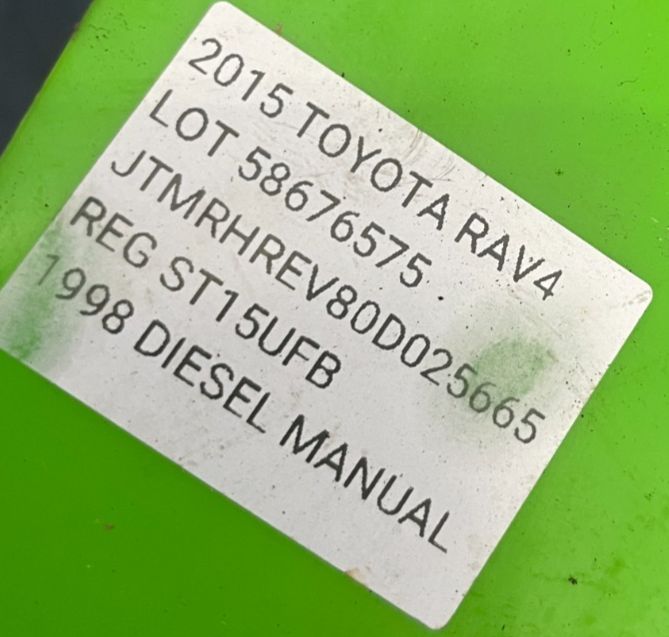 2015 TOYOTA RAV4
LOT 58676575
JTMRHREV80D025665
REG ST15UFB
1998 DIESEL MANUAL